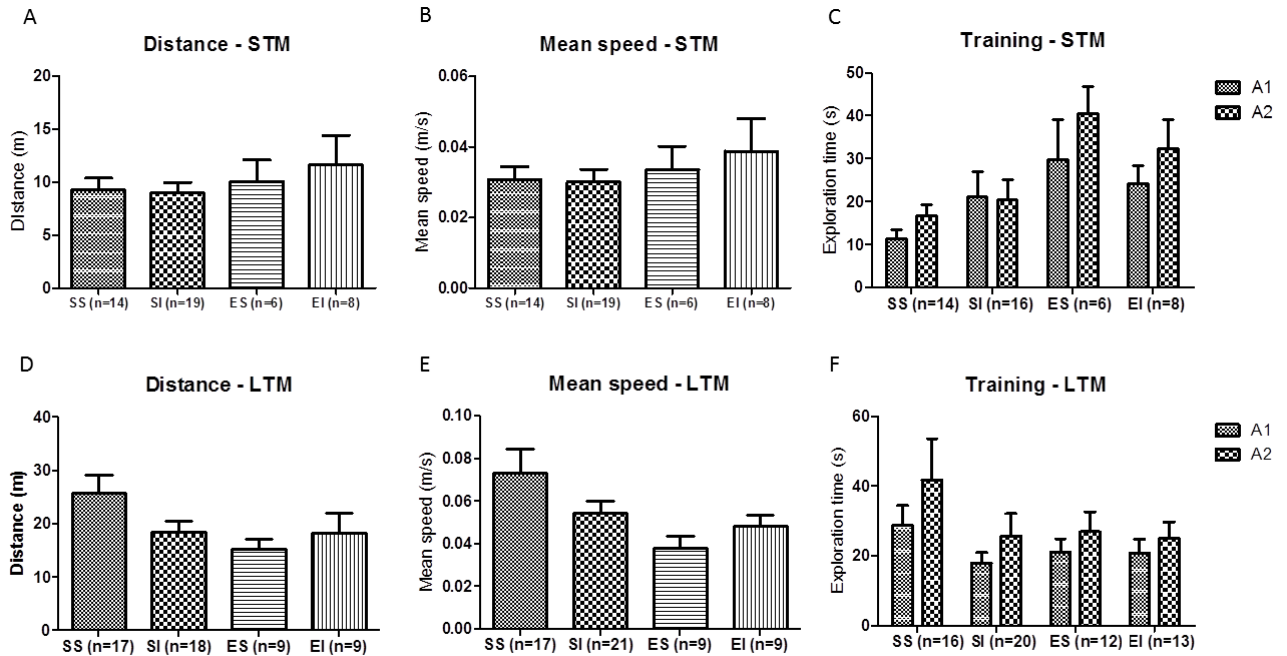 A
Distance - STM
Distance (m)
20
15
10
5
0
SS (n=14) SI (n=19) ES (n=6) EI (n=8)
B
Mean speed - STM
Mean speed (m/s)
0.06
0.04
0.02
0.00
SS (n=14) SI (n=19) ES (n=6) EI (n=8)
C
Training - STM
Exploration time (s)
50
40
30
20
10
0
SS (n=14) SI (n=16) ES (n=6) EI (n=8)
A1
A2
D
Distance - LTM
Distance (m)
40
30
20
10
0
SS (n=17) SI (n=18) ES (n=9) EI (n=9)
E
Mean speed - LTM
Mean speed (m/s)
0.10
0.08
0.06
0.04
0.02
0.00
SS (n=17) SI (n=21) ES (n=9) EI (n=9)
F
Training - LTM
Exploration time (s)
60
40
20
0
SS (n=16) SI (n=20) ES (n=12) EI (n=13)
A1
A2